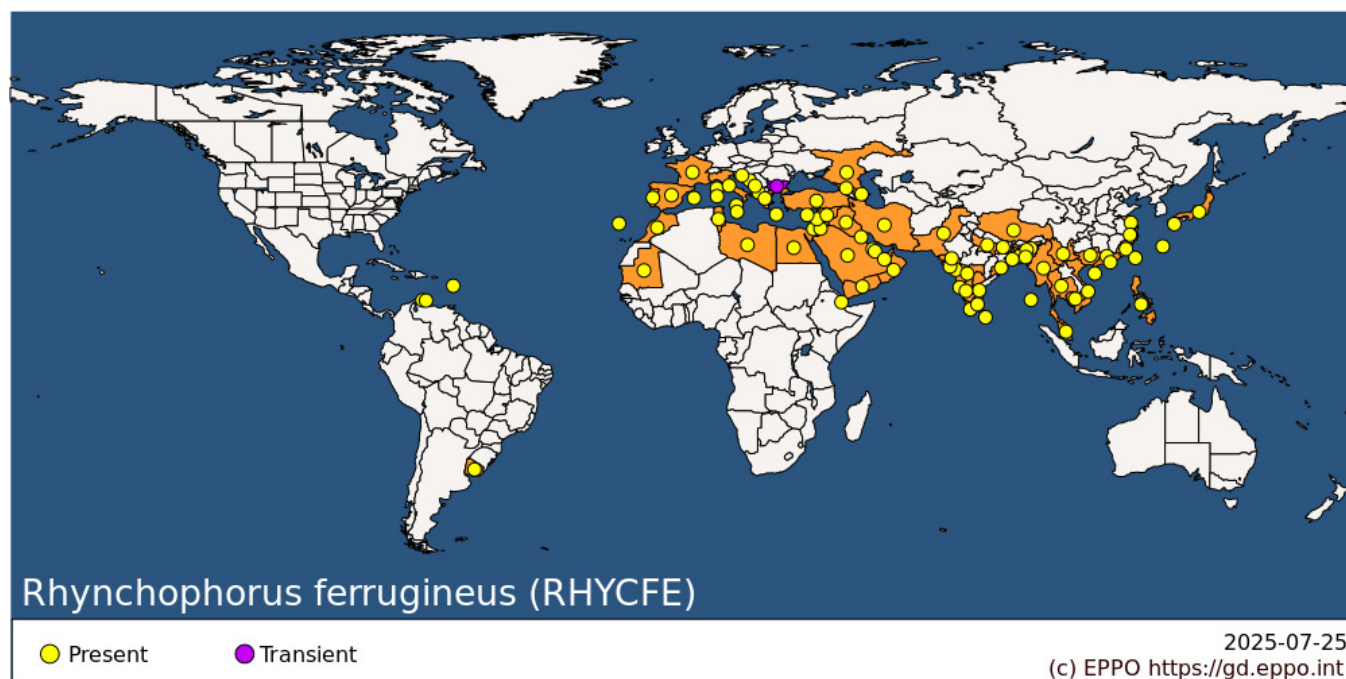 Rhynchophorus ferrugineus (RHYCFE)
Present
Transient
2025-07-25
(c) EPPO https://gd.eppo.int